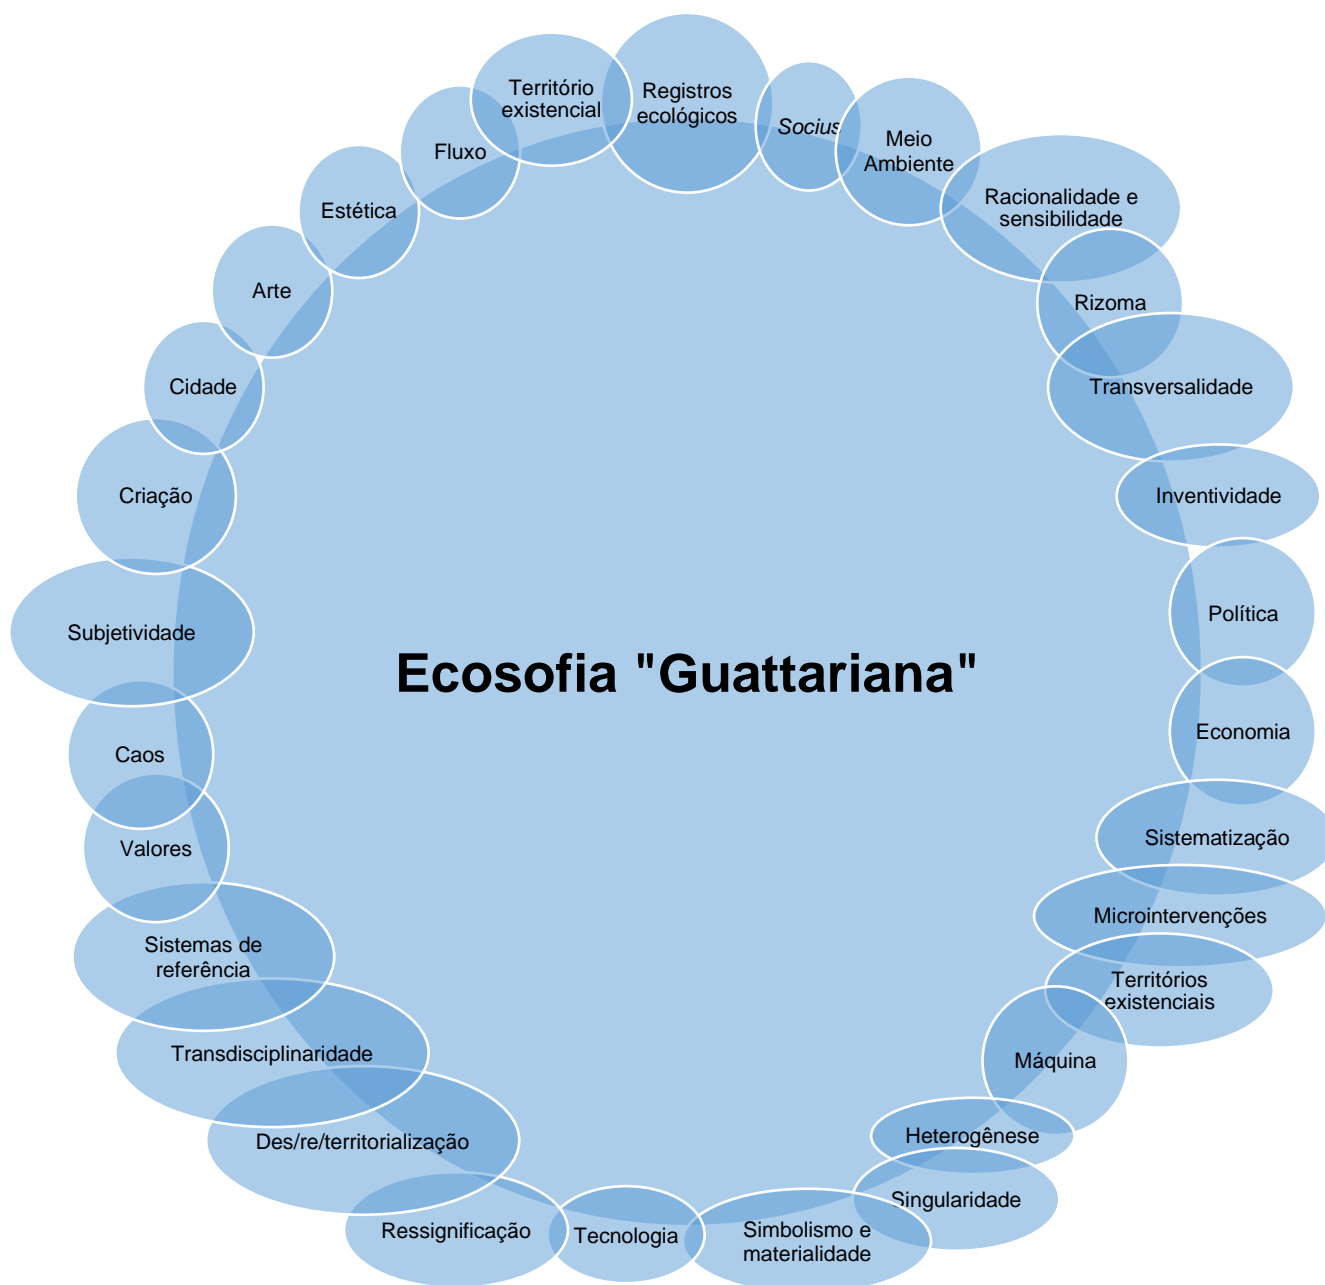 Território
existencial
Registros
ecológicos
Socius
Meio
Ambiente
Racionalidade e
sensibilidade
Rizoma
Transversalidade
Inventividade
Política
Economia
Sistematização
Microintervenções
Territórios
existenciais
Máquina
Heterogênese
Singularidade
Simbolismo e
materialidade
Tecnologia
Ressignificação
Des/re/territorialização
Transdisciplinaridade
Sistemas de
referência
Valores
Caos
Subjetividade
Criação
Cidade
Arte
Estética
Fluxo
Ecosofia "Guattariana"